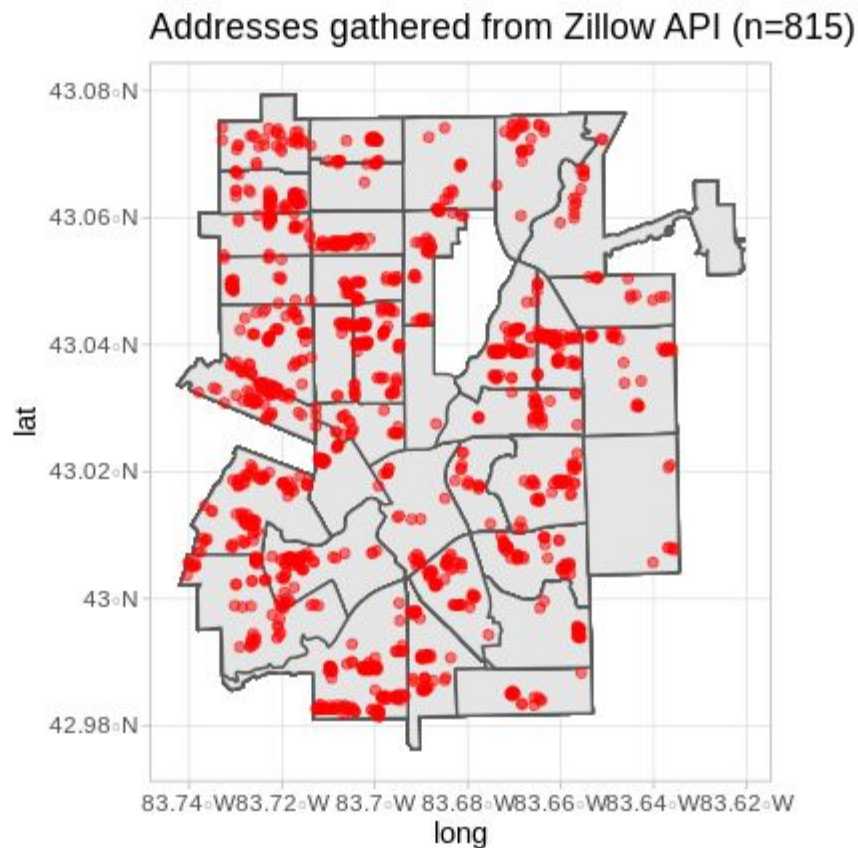 Addresses gathered from Zillow API (n=815)
43.08◦N
43.06◦N
43.04◦N
43.02◦N
43◦N
42.98◦N
lat
83.74◦W83.72◦W 83.7◦W 83.68◦W83.66◦W83.64◦W83.62◦W
long